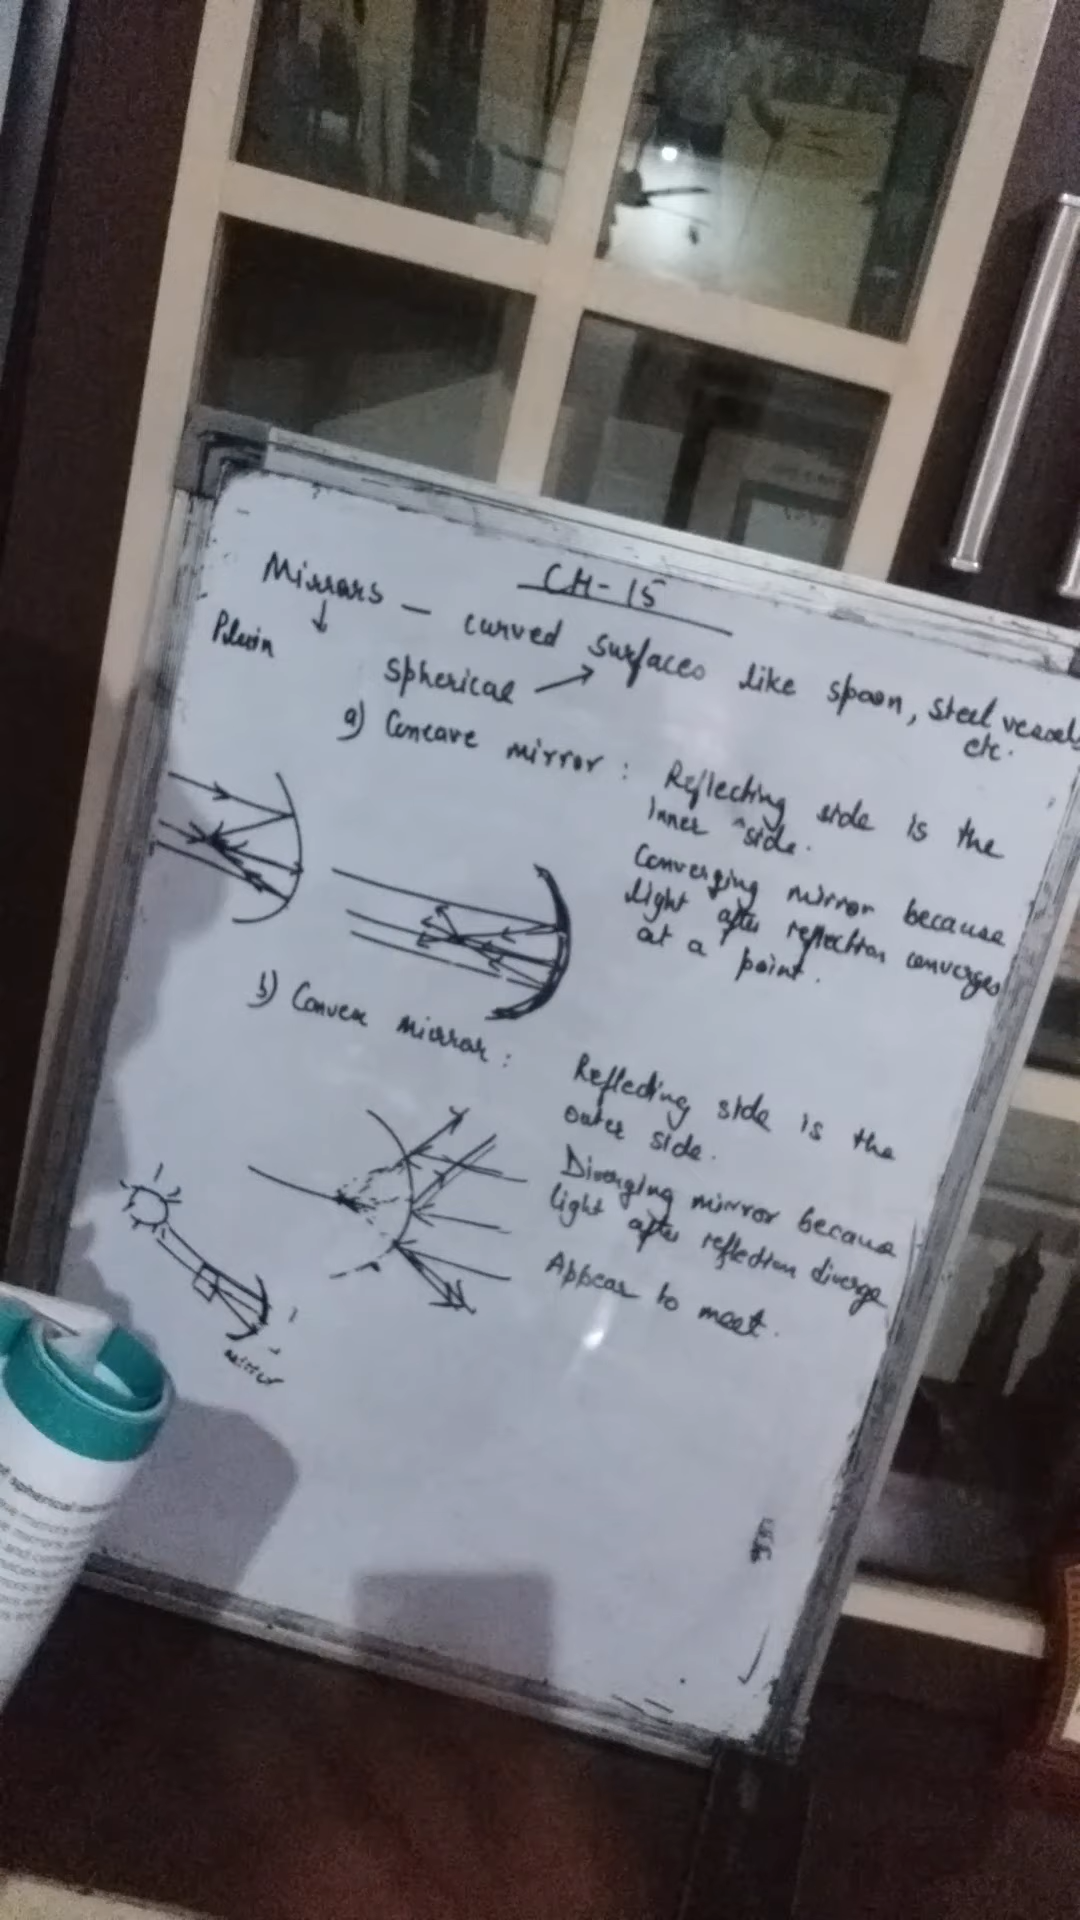 CH-15
Mirrors — curved surfaces like spoon, steel vessels
etc.
Spherical
a) Concave mirror : Reflecting side is the
inner side.
Converging mirror because
light after reflection converges
at a point.
b) Convex mirror : Reflecting side is the
outer side.
Diverging mirror because
light after reflection diverge
Appear to meet.
mirror
of spherical